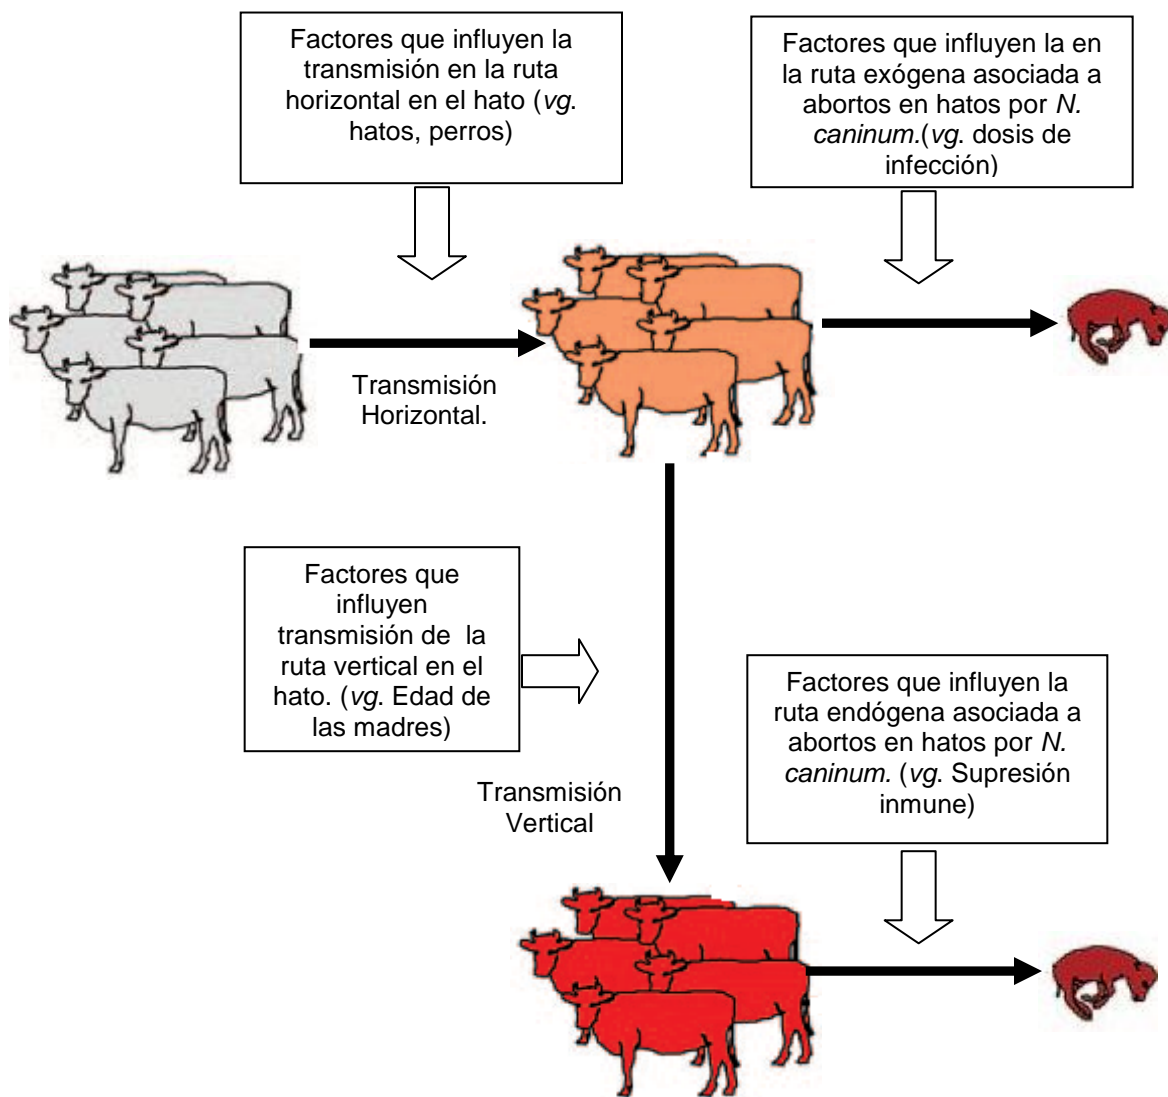 Factores que influyen la
transmisión en la ruta
horizontal en el hato (vg.
hatos, perros)
Factores que influyen la en
la ruta exógena asociada a
abortos en hatos por N.
caninum.(vg. dosis de
infección)
Transmisión
Horizontal.
Factores que
influyen
transmisión de  la
ruta vertical en el
hato. (vg. Edad de
las madres)
Factores que influyen la
ruta endógena asociada a
abortos en hatos por N.
caninum. (vg. Supresión
inmune)
Transmisión
Vertical